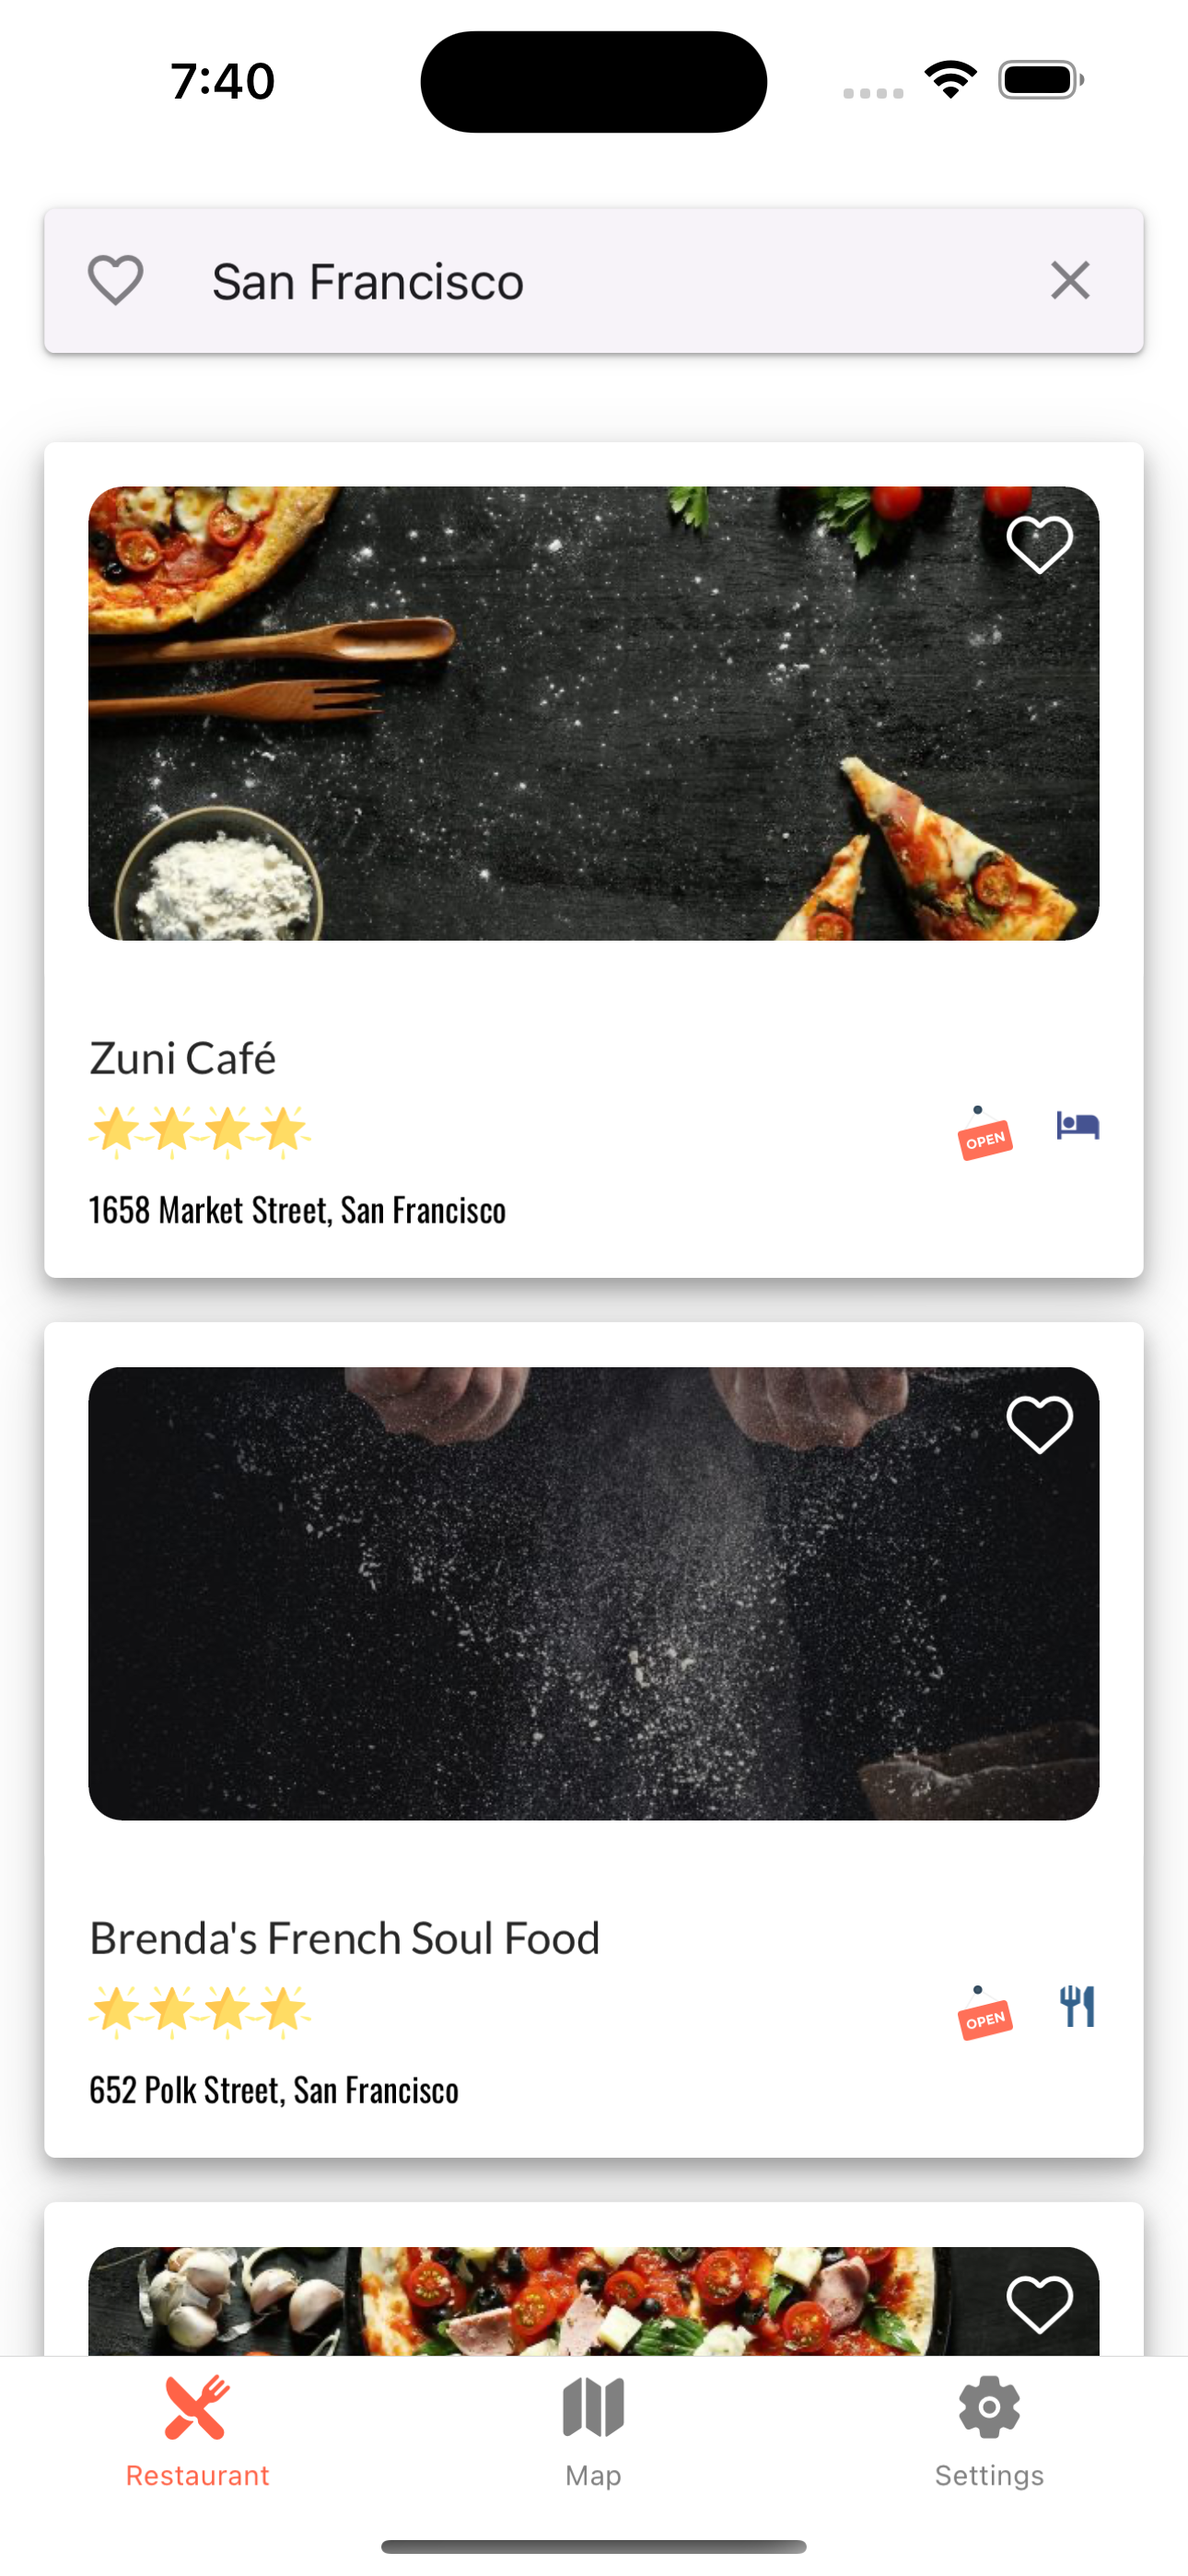 7:40
San Francisco
Zuni Café
OPEN
1658 Market Street, San Francisco
Brenda's French Soul Food
OPEN
652 Polk Street, San Francisco
Restaurant
Map
Settings